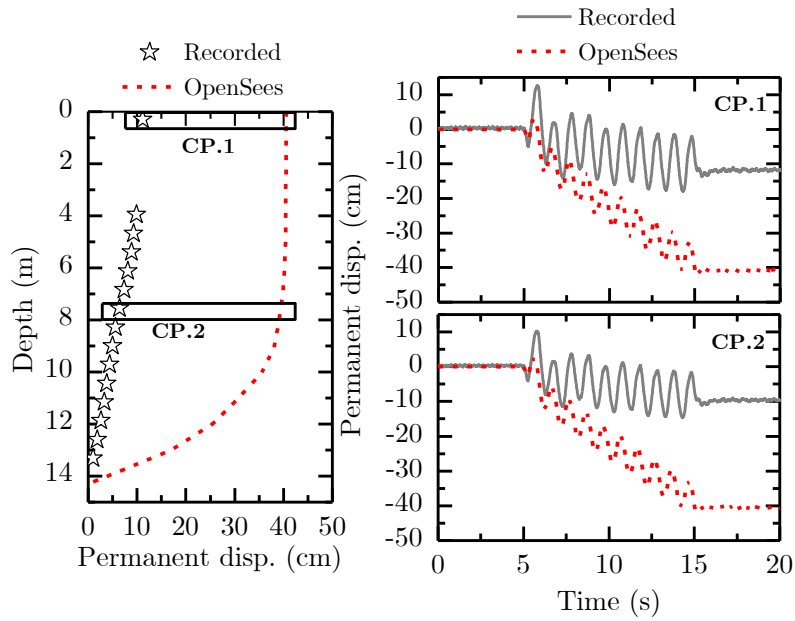 Recorded
OpenSees
0
2
4
6
8
10
12
14
Depth (m)
CP.1
CP.2
0 10 20 30 40 50
Permanent disp. (cm)
Recorded
OpenSees
Permanent disp. (cm)
10
0
-10
-20
-30
-40
-50
CP.1
10
0
-10
-20
-30
-40
-50
CP.2
0 5 10 15 20
Time (s)